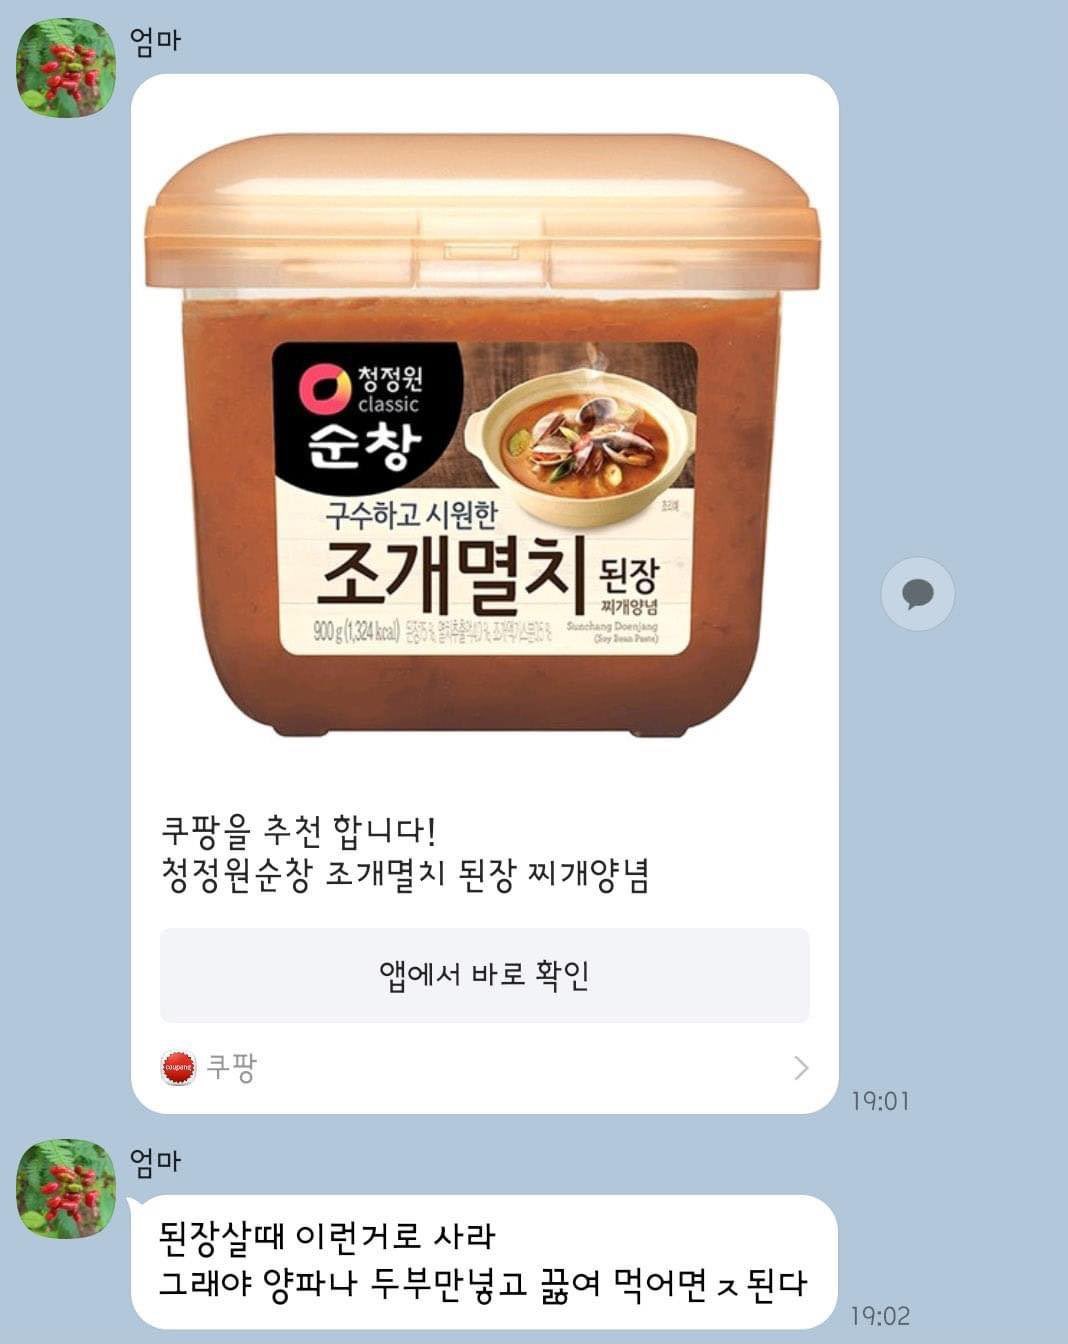 엄마
청정원
classic
순창
구수하고 시원한
조개멸치 된장
찌개양념
900g(1,324 kcal)
Sunchang Doenjang
(Soy Bean Paste)
쿠팡을 추천 합니다!
청정원순창 조개멸치 된장 찌개양념
앱에서 바로 확인
coupang
쿠팡
19:01
엄마
된장살때 이런거로 사라
그래야 양파나 두부만넣고 끓여 먹어면 ㅈ된다
19:02